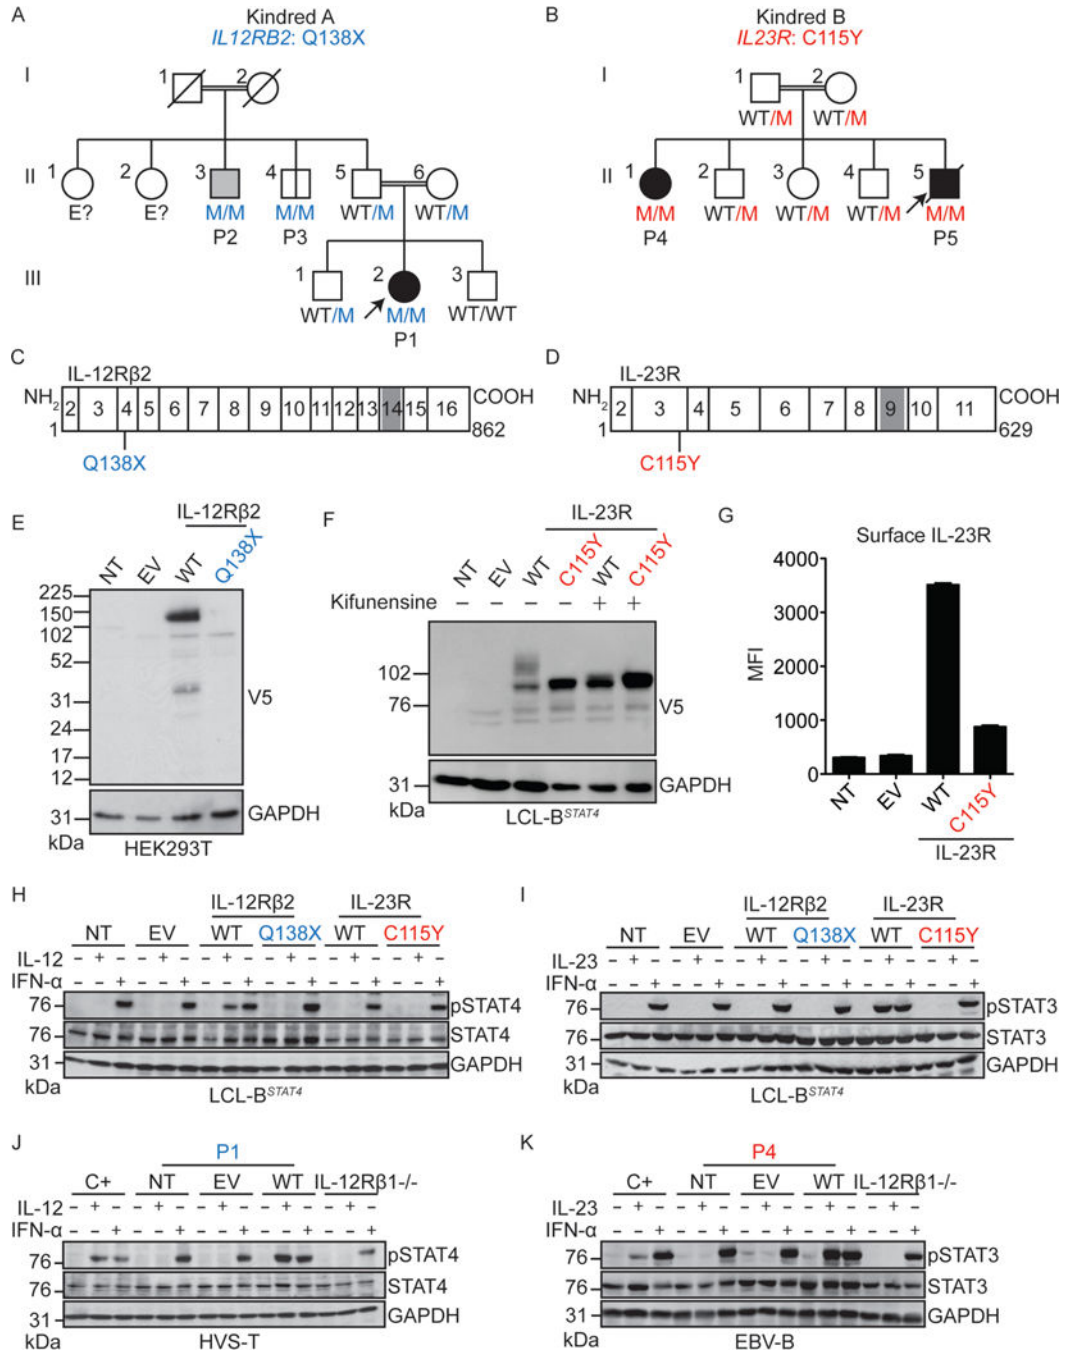 A
Kindred A
IL12RB2: Q138X
B
Kindred B
IL23R: C115Y
I
1
2
II
1
2
3
4
5
6
E?
E?
M/M
M/M
WT/M
WT/M
P2
P3
III
1
2
3
WT/M
M/M
WT/WT
P1
I
1
2
WT/M
WT/M
II
1
2
3
4
5
M/M
WT/M
WT/M
WT/M
M/M
P4
P5
C
IL-12Rβ2
NH2
2 3 4 5 6 7 8 9 10 11 12 13 14 15 16
COOH
1
862
Q138X
D
IL-23R
NH2
2 3 4 5 6 7 8 9 10 11
COOH
1
629
C115Y
E
IL-12Rβ2
NT EV WT Q138X
225
150
102
52
31
24
17
12
V5
31
GAPDH
kDa
HEK293T
F
IL-23R
NT EV WT C115Y WT C115Y
Kifunensine − − − − + +
102
76
V5
31
GAPDH
kDa
LCL-BSTAT4
G
Surface IL-23R
MFI
4000
3000
2000
1000
0
NT EV WT C115Y
IL-23R
H
IL-12Rβ2 IL-23R
NT EV WT Q138X WT C115Y
IL-12 − + − + − + − + − + − +
IFN-α − − + − − + − − + − − + − − + − − +
76
pSTAT4
76
STAT4
31
GAPDH
kDa
LCL-BSTAT4
I
IL-12Rβ2 IL-23R
NT EV WT Q138X WT C115Y
IL-23 − + − + − + − + − + − +
IFN-α − − + − − + − − + − − + − − + − − +
76
pSTAT3
76
STAT3
31
GAPDH
kDa
LCL-BSTAT4
J
P1
C+ NT EV WT IL-12Rβ1-/-
IL-12 − + − + − + − + − +
IFN-α − − + − − + − − + − − + − − +
76
pSTAT4
76
STAT4
31
GAPDH
kDa
HVS-T
K
P4
C+ NT EV WT IL-12Rβ1-/-
IL-23 − + − + − + − + − +
IFN-α − − + − − + − − + − − + − − +
76
pSTAT3
76
STAT3
31
GAPDH
kDa
EBV-B